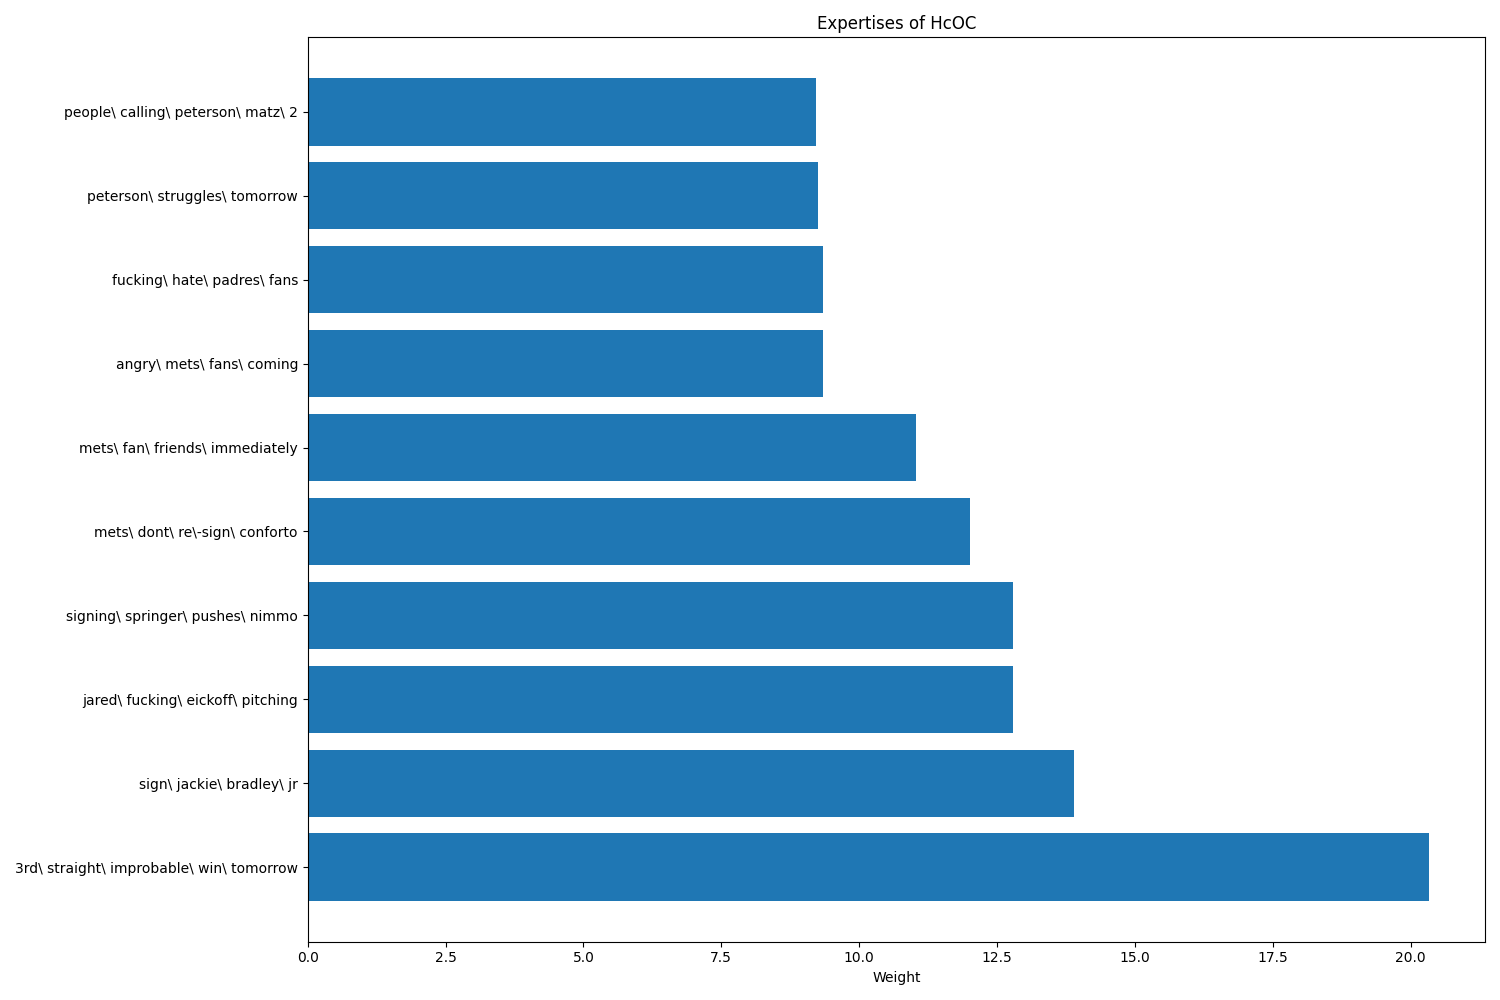 Expertises of HcOC
people\ calling\ peterson\ matz\ 2
peterson\ struggles\ tomorrow
fucking\ hate\ padres\ fans
angry\ mets\ fans\ coming
mets\ fan\ friends\ immediately
mets\ dont\ re\-sign\ conforto
signing\ springer\ pushes\ nimmo
jared\ fucking\ eickoff\ pitching
sign\ jackie\ bradley\ jr
3rd\ straight\ improbable\ win\ tomorrow
0.0 2.5 5.0 7.5 10.0 12.5 15.0 17.5 20.0
Weight